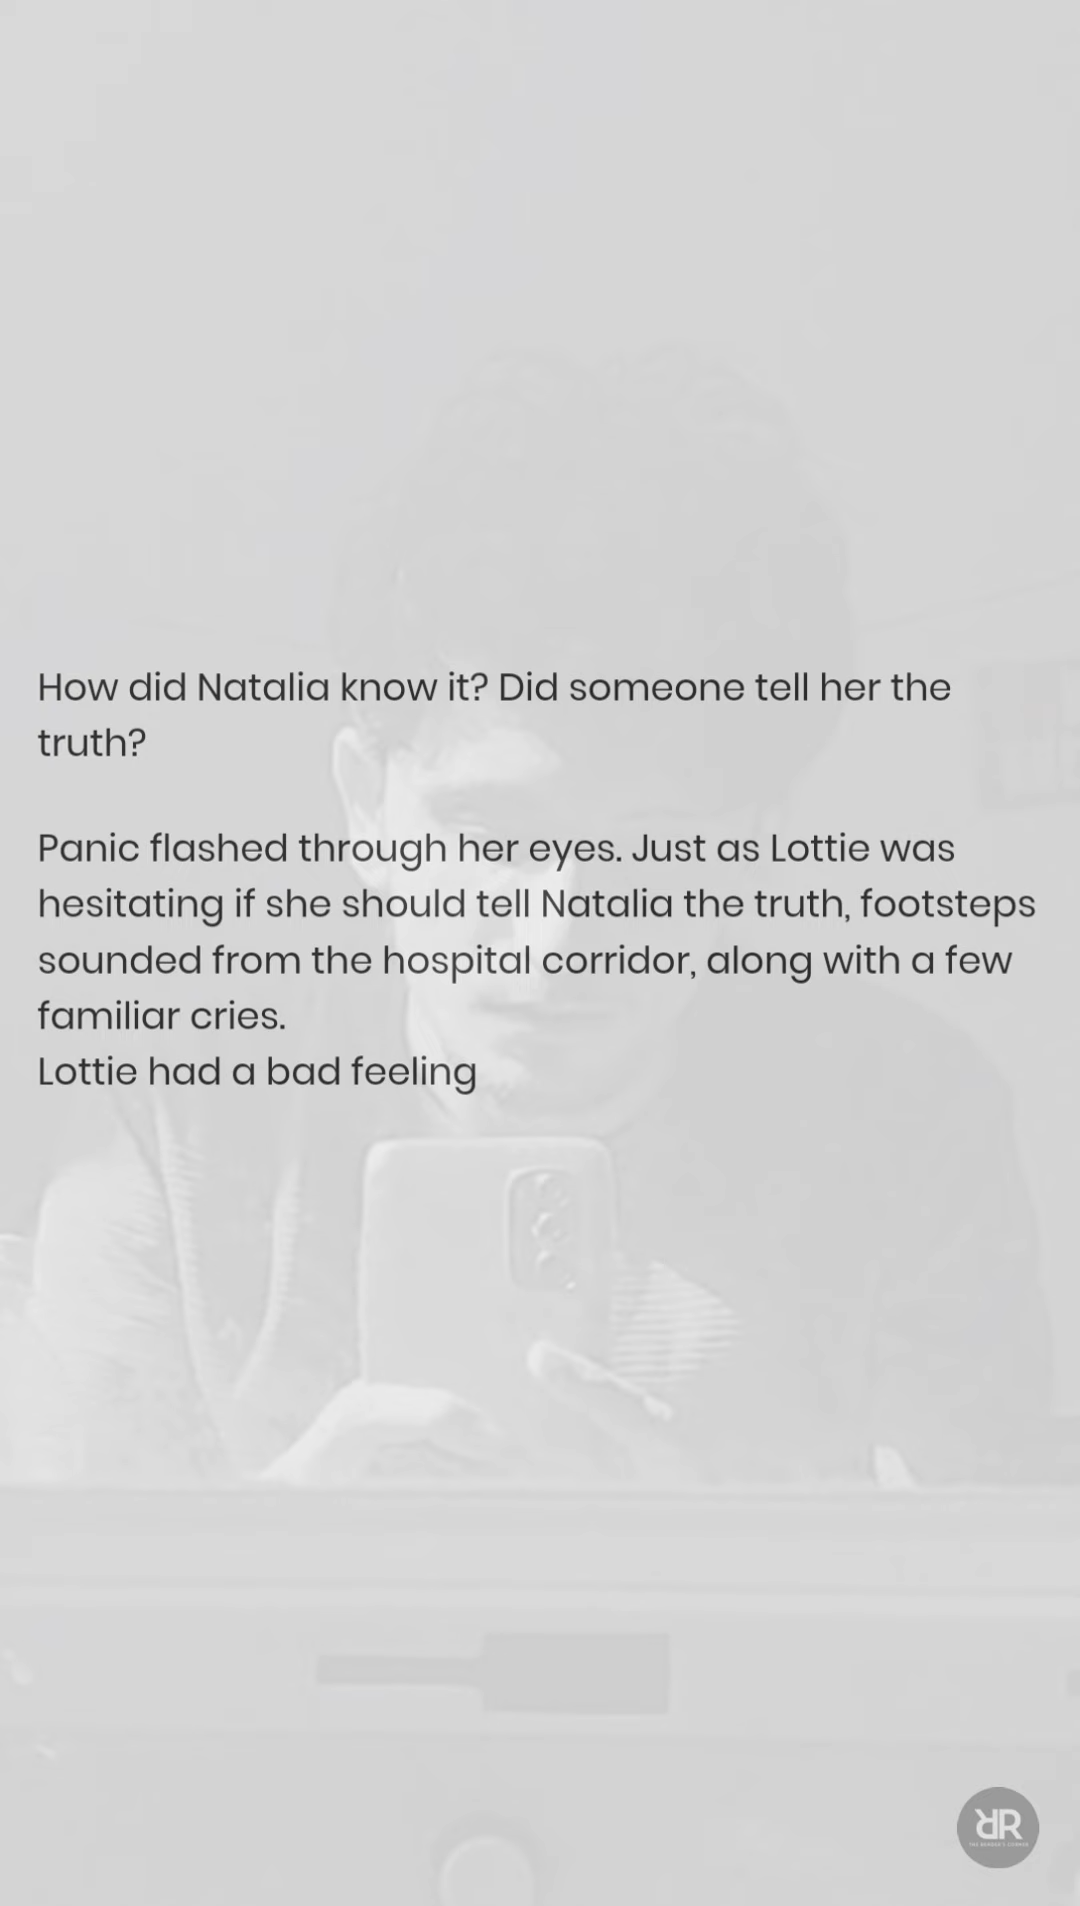 How did Natalia know it? Did someone tell her the
truth?
Panic flashed through her eyes. Just as Lottie was
hesitating if she should tell Natalia the truth, footsteps
sounded from the hospital corridor, along with a few
familiar cries.
Lottie had a bad feeling
RR